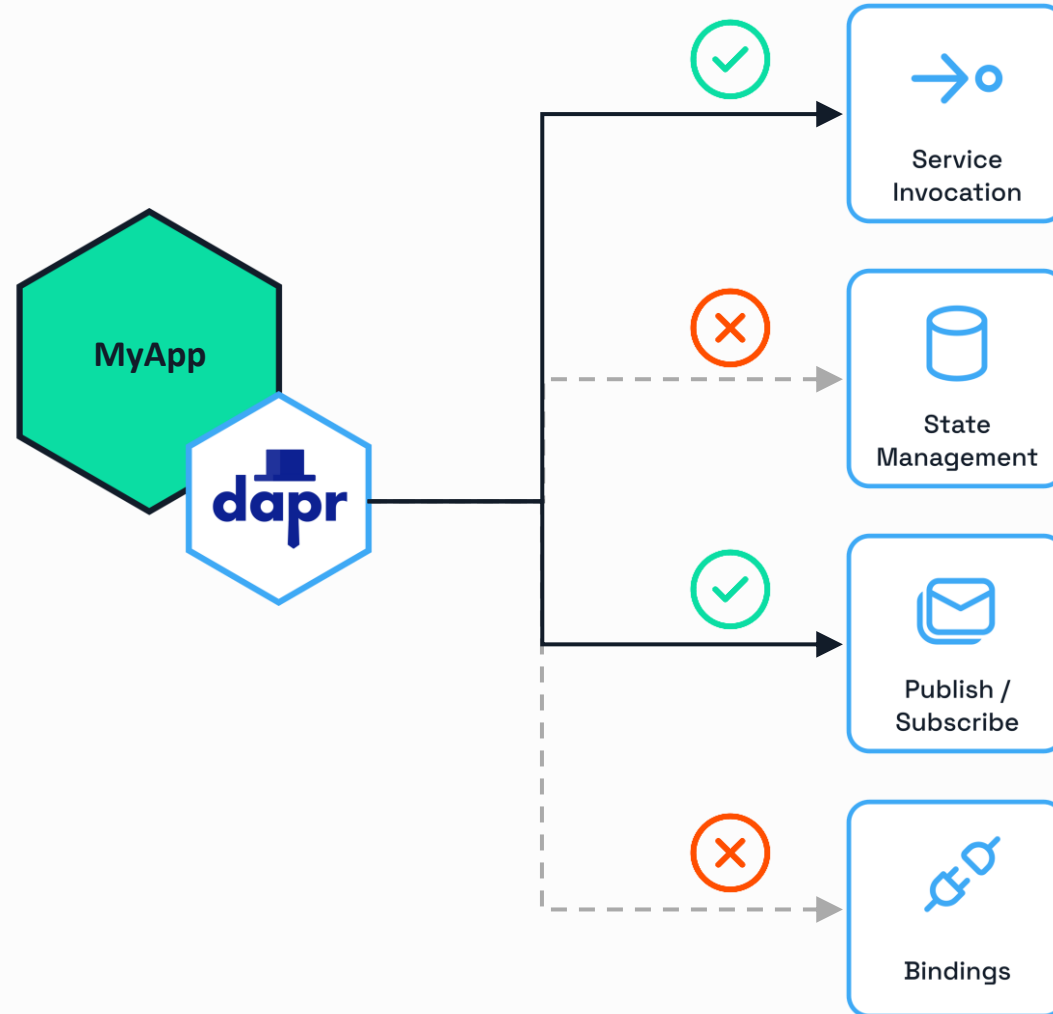 Service
Invocation
MyApp
State
Management
dapr
Publish /
Subscribe
Bindings